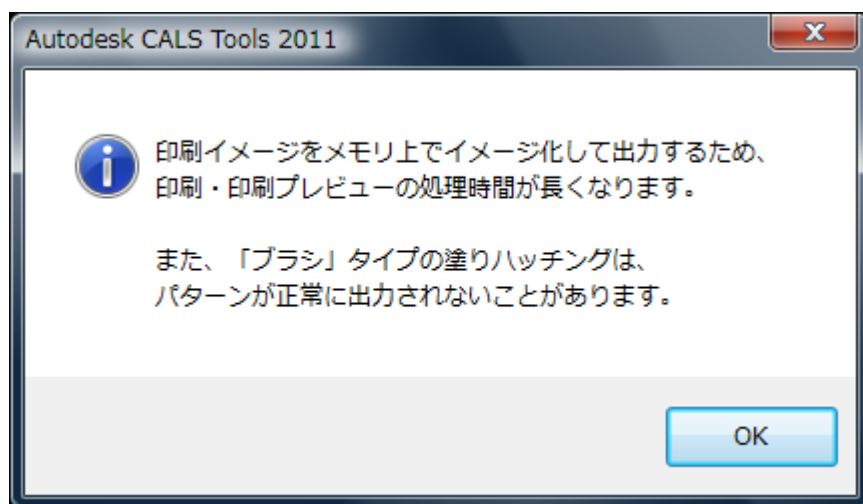 Autodesk CALS Tools 2011
印刷イメージをメモリ上でイメージ化して出力するため、
印刷・印刷プレビューの処理時間が長くなります。
また、「ブラシ」タイプの塗りハッチングは、
パターンが正常に出力されないことがあります。
OK